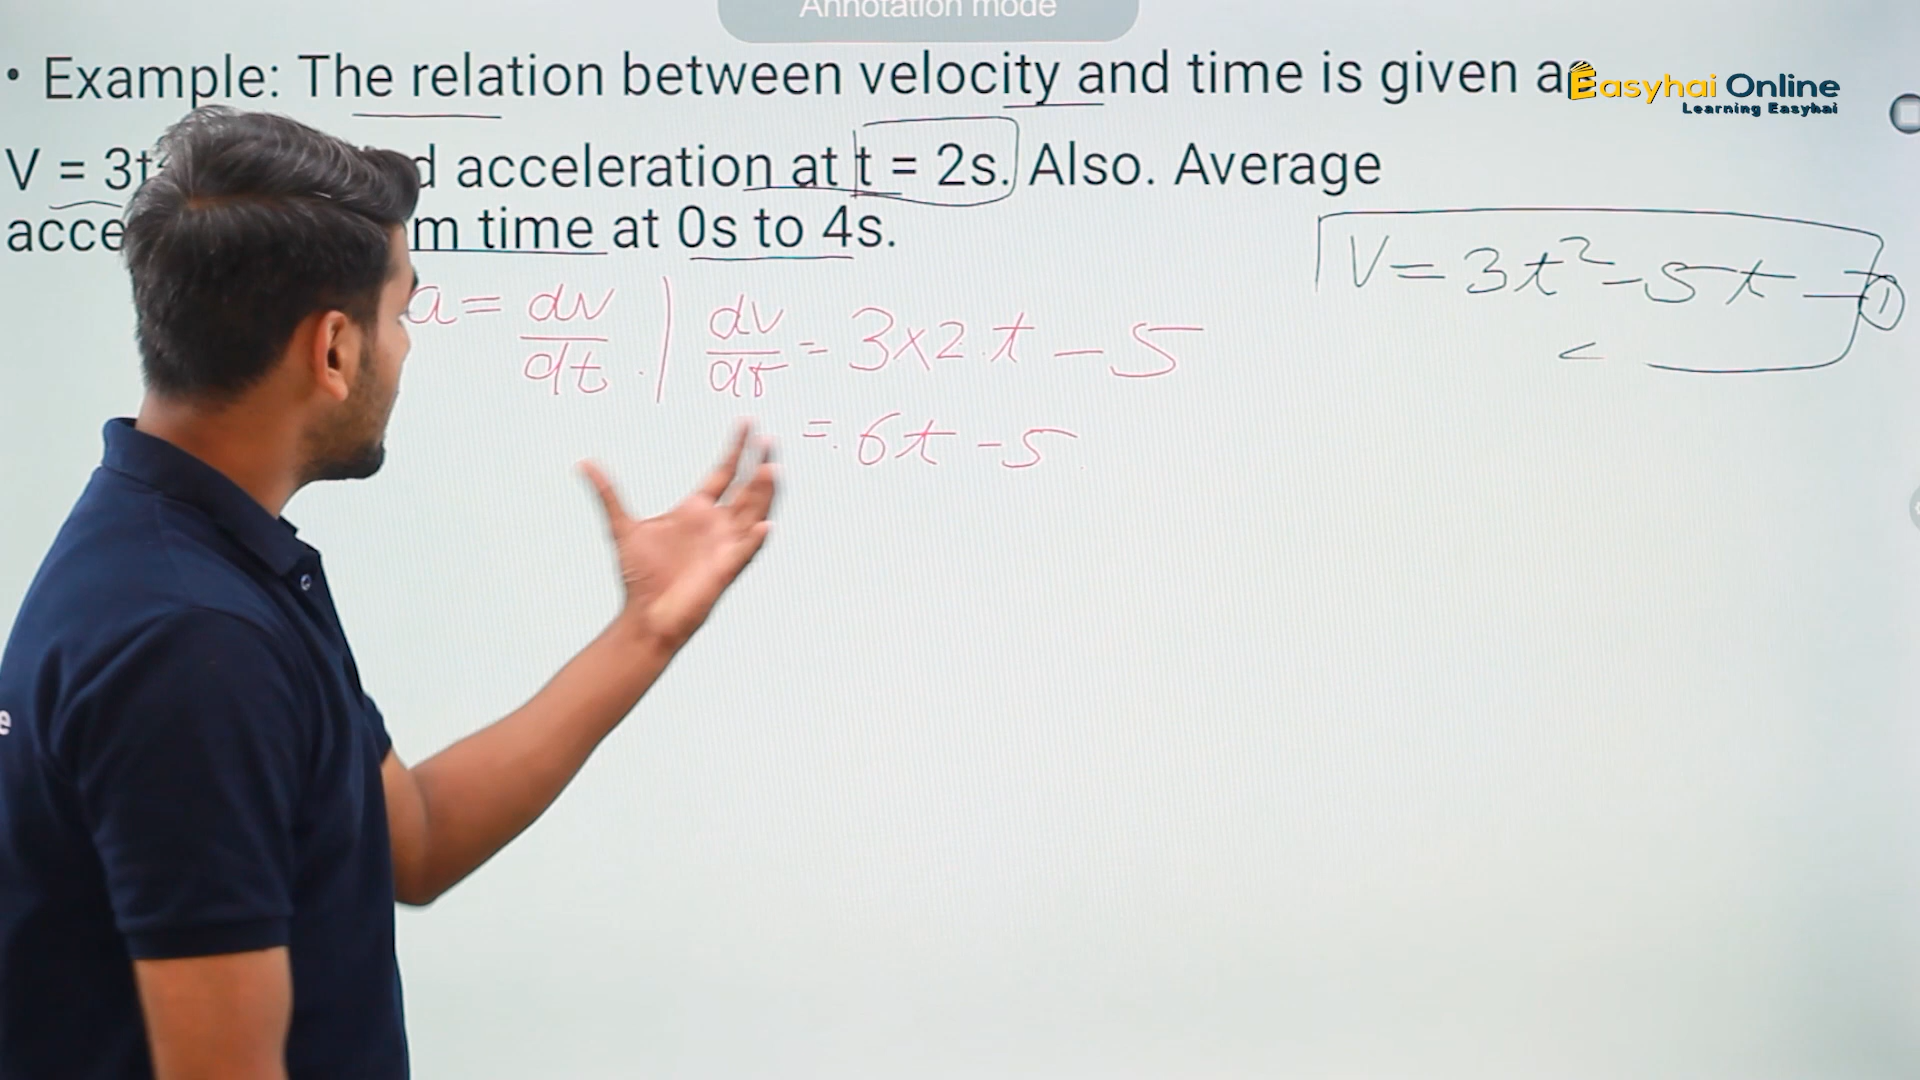 Annotation mode
• Example: The relation between velocity and time is given as
Easyhai Online
Learning Easyhai
V = 3t d acceleration at t = 2s. Also. Average
acce m time at 0s to 4s.
V = 3t² - 5t - ①
a = dv/dt . | dv/dt = 3×2.t - 5
= 6t - 5
e